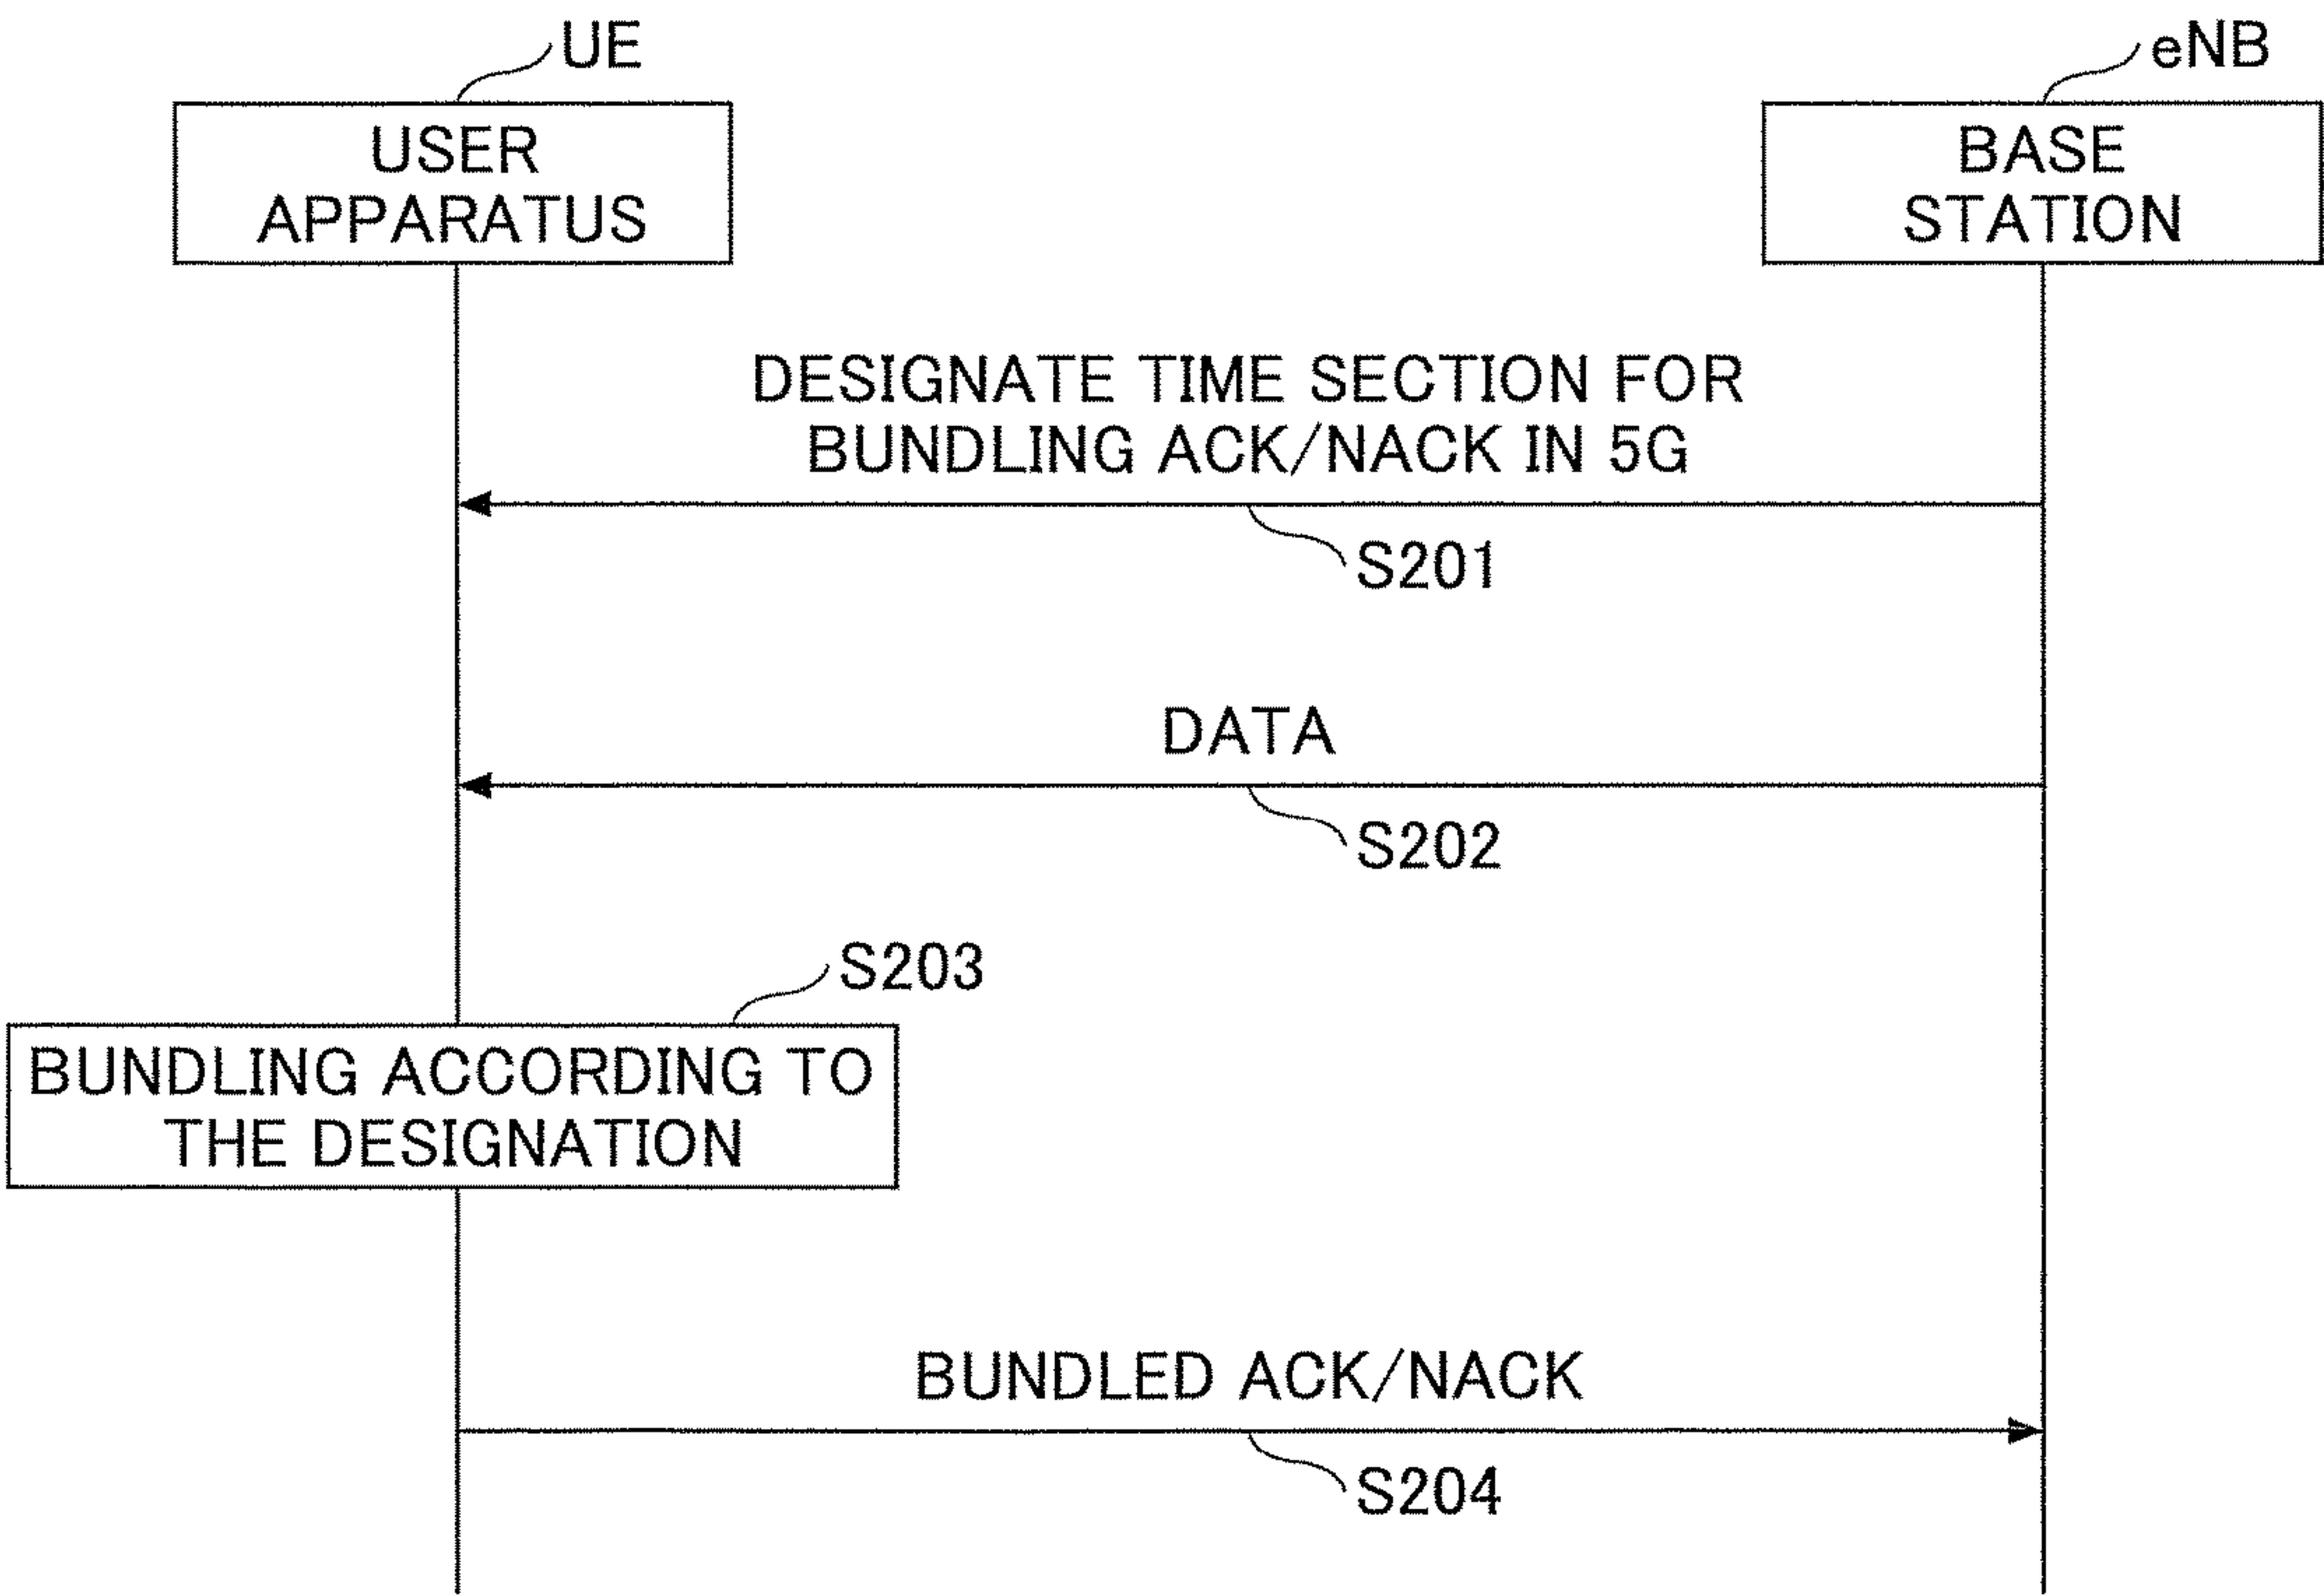 UE
eNB
USER
APPARATUS
BASE
STATION
DESIGNATE TIME SECTION FOR
BUNDLING ACK/NACK IN 5G
S201
DATA
S202
S203
BUNDLING ACCORDING TO
THE DESIGNATION
BUNDLED ACK/NACK
S204